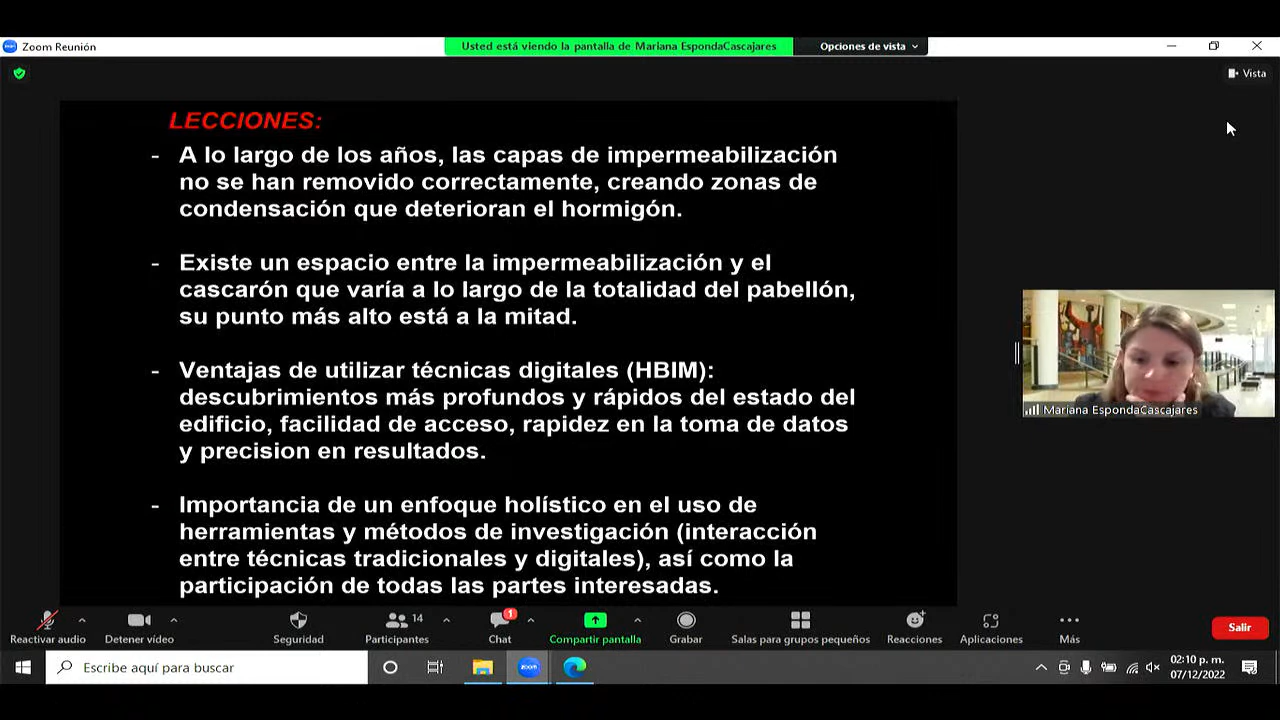 Zoom Reunión
Usted está viendo la pantalla de Mariana EspondaCascajares
Opciones de vista
Vista
LECCIONES:
- A lo largo de los años, las capas de impermeabilización
no se han removido correctamente, creando zonas de
condensación que deterioran el hormigón.
- Existe un espacio entre la impermeabilización y el
cascarón que varía a lo largo de la totalidad del pabellón,
su punto más alto está a la mitad.
- Ventajas de utilizar técnicas digitales (HBIM):
descubrimientos más profundos y rápidos del estado del
edificio, facilidad de acceso, rapidez en la toma de datos
y precision en resultados.
- Importancia de un enfoque holístico en el uso de
herramientas y métodos de investigación (interacción
entre técnicas tradicionales y digitales), así como la
participación de todas las partes interesadas.
Mariana EspondaCascajares
14
1
Reactivar audio
Detener vídeo
Seguridad
Participantes
Chat
Compartir pantalla
Grabar
Salas para grupos pequeños
Reacciones
Aplicaciones
Más
Salir
Escribe aquí para buscar
zoom
02:10 p. m.
07/12/2022